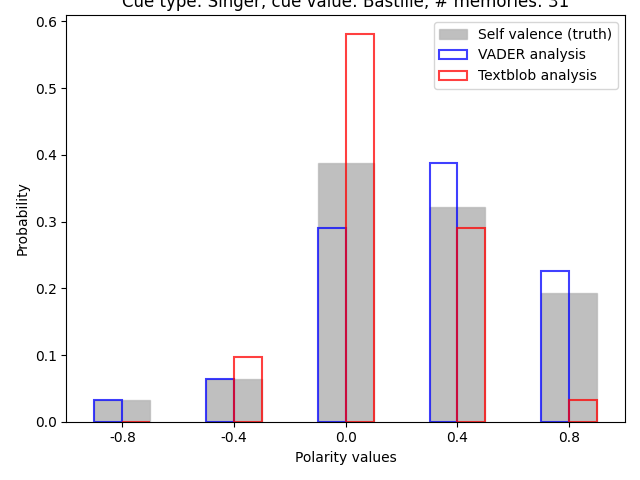 Cue type: Singer, cue value: Bastille, # memories: 31
Self valence (truth)
VADER analysis
Textblob analysis
0.6
0.5
0.4
0.3
0.2
0.1
0.0
Probability
-0.8 -0.4 0.0 0.4 0.8
Polarity values